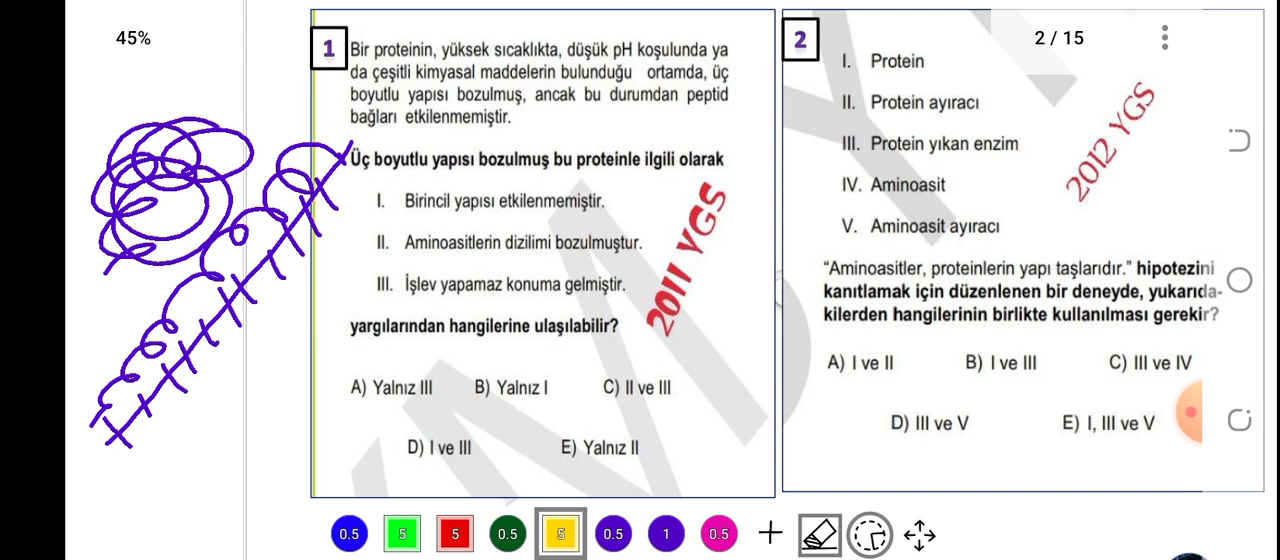 45%
1
Bir proteinin, yüksek sıcaklıkta, düşük pH koşulunda ya
da çeşitli kimyasal maddelerin bulunduğu ortamda, üç
boyutlu yapısı bozulmuş, ancak bu durumdan peptid
bağları etkilenmemiştir.
Üç boyutlu yapısı bozulmuş bu proteinle ilgili olarak
I. Birincil yapısı etkilenmemiştir.
II. Aminoasitlerin dizilimi bozulmuştur.
III. İşlev yapamaz konuma gelmiştir.
2011 YGS
yargılarından hangilerine ulaşılabilir?
A) Yalnız III B) Yalnız I C) II ve III
D) I ve III E) Yalnız II
2
2 / 15
I. Protein
II. Protein ayıracı
III. Protein yıkan enzim
IV. Aminoasit
V. Aminoasit ayıracı
2012 YGS
“Aminoasitler, proteinlerin yapı taşlarıdır.” hipotezini
kanıtlamak için düzenlenen bir deneyde, yukarıda-
kilerden hangilerinin birlikte kullanılması gerekir?
A) I ve II B) I ve III C) III ve IV
D) III ve V E) I, III ve V
0.5 5 5 0.5 5 0.5 1 0.5